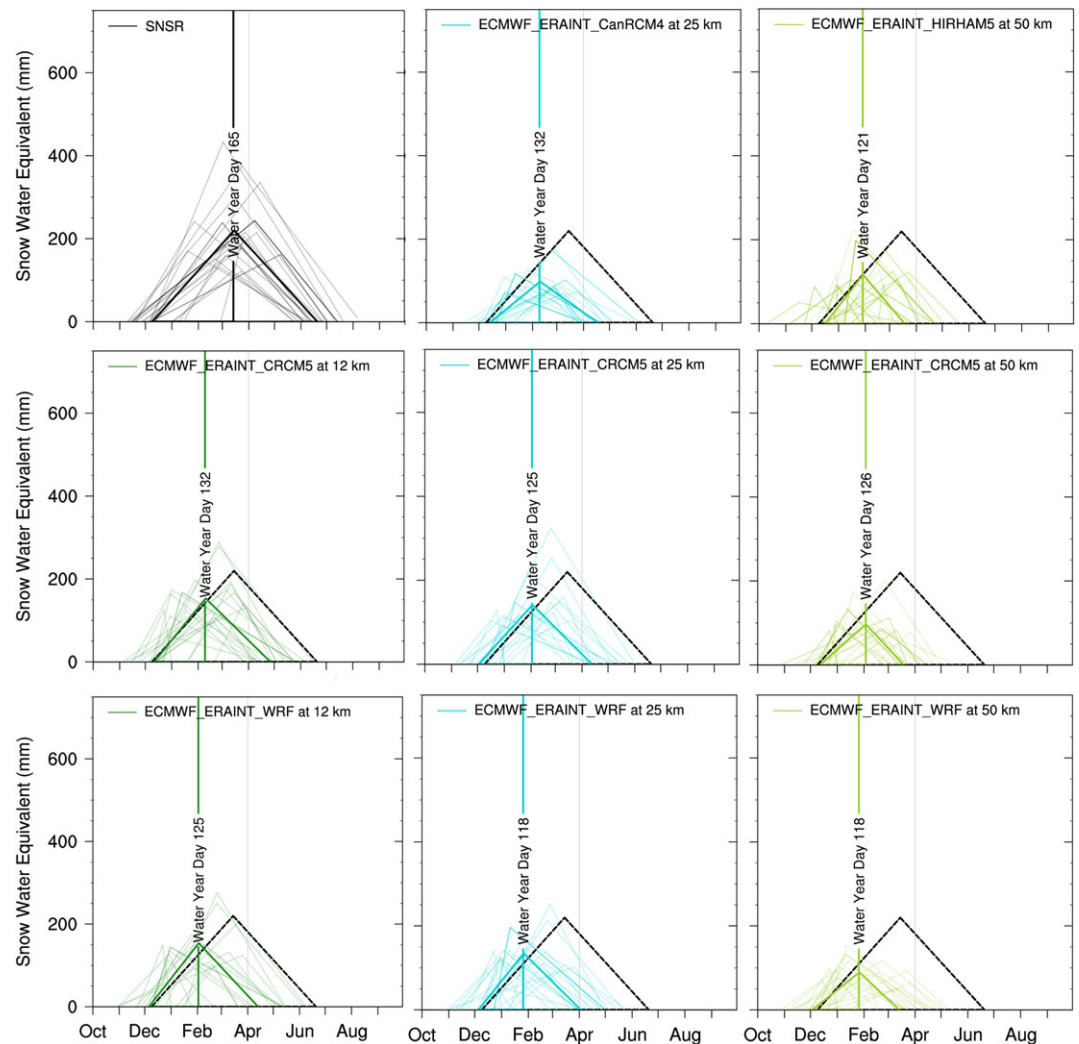 SNSR
ECMWF_ERAINT_CanRCM4 at 25 km
ECMWF_ERAINT_HIRHAM5 at 50 km
Snow Water Equivalent (mm)
600
400
200
0
Water Year Day 165
Water Year Day 132
Water Year Day 121
ECMWF_ERAINT_CRCM5 at 12 km
ECMWF_ERAINT_CRCM5 at 25 km
ECMWF_ERAINT_CRCM5 at 50 km
Snow Water Equivalent (mm)
600
400
200
0
Water Year Day 132
Water Year Day 125
Water Year Day 126
ECMWF_ERAINT_WRF at 12 km
ECMWF_ERAINT_WRF at 25 km
ECMWF_ERAINT_WRF at 50 km
Snow Water Equivalent (mm)
600
400
200
0
Water Year Day 125
Water Year Day 118
Water Year Day 118
Oct Dec Feb Apr Jun Aug
Oct Dec Feb Apr Jun Aug
Oct Dec Feb Apr Jun Aug